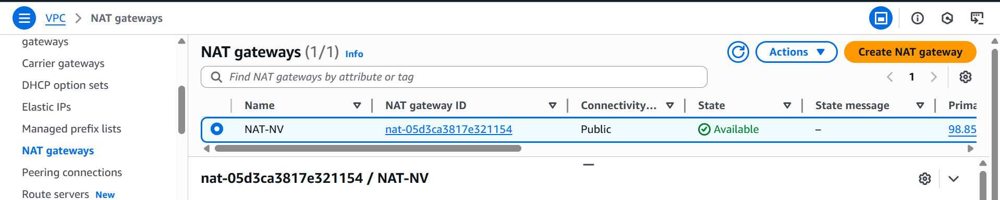 VPC > NAT gateways
gateways
Carrier gateways
DHCP option sets
Elastic IPs
Managed prefix lists
NAT gateways
Peering connections
Route servers New
NAT gateways (1/1) Info
Actions
Create NAT gateway
Find NAT gateways by attribute or tag
1
Name NAT gateway ID Connectivity... State State message Prima
NAT-NV nat-05d3ca3817e321154 Public Available – 98.85
nat-05d3ca3817e321154 / NAT-NV